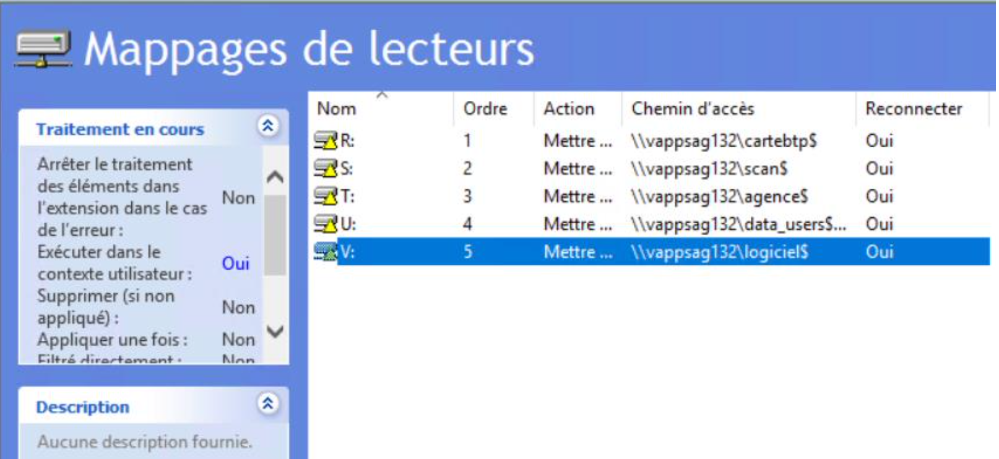 Mappages de lecteurs
Traitement en cours
Arrêter le traitement
des éléments dans
l'extension dans le cas
de l'erreur :
Non
Exécuter dans le
contexte utilisateur :
Oui
Supprimer (si non
appliqué) :
Non
Appliquer une fois : Non
Filtré directement : Non
Description
Aucune description fournie.
Nom Ordre Action Chemin d'accès Reconnecter
R: 1 Mettre ... \\vappsag132\cartebtp$ Oui
S: 2 Mettre ... \\vappsag132\scan$ Oui
T: 3 Mettre ... \\vappsag132\agence$ Oui
U: 4 Mettre ... \\vappsag132\data_users$... Oui
V: 5 Mettre ... \\vappsag132\logiciel$ Oui